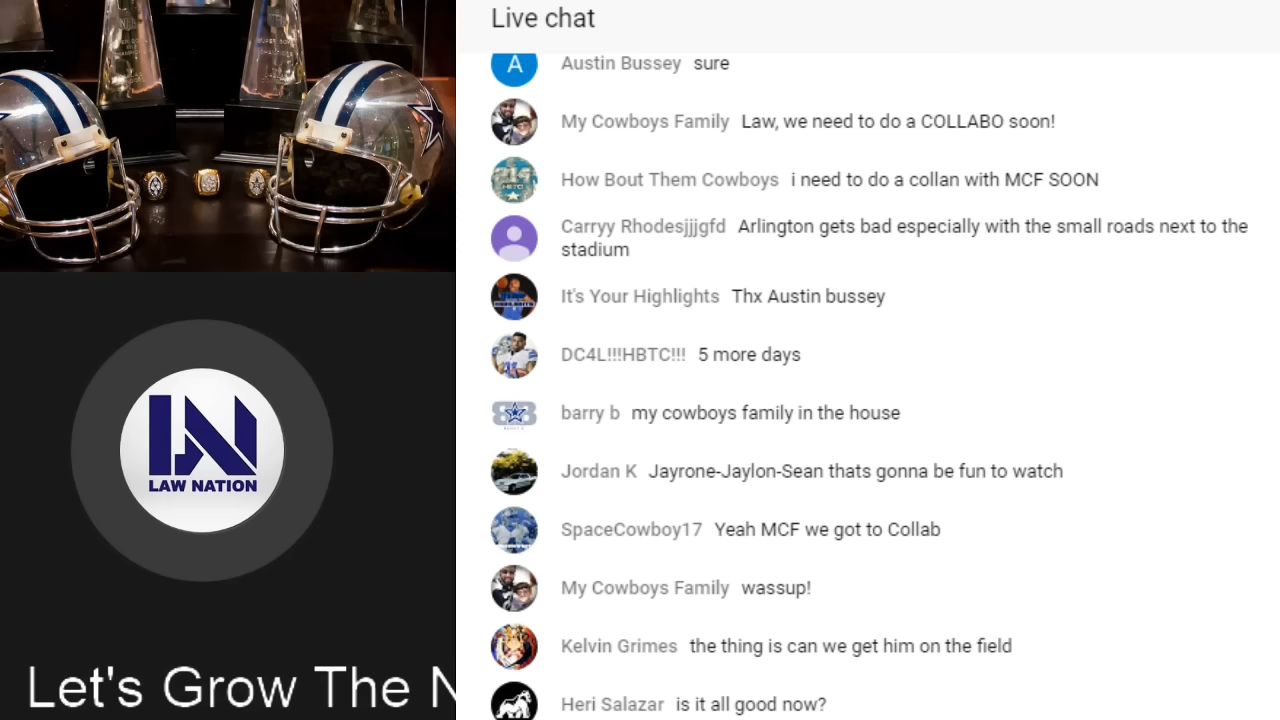 Live chat
A
Austin Bussey sure
My Cowboys Family Law, we need to do a COLLABO soon!
How Bout Them Cowboys i need to do a collan with MCF SOON
Carryy Rhodesjjjgfd Arlington gets bad especially with the small roads next to the
stadium
It's Your Highlights Thx Austin bussey
DC4L!!!HBTC!!! 5 more days
barry b my cowboys family in the house
Jordan K Jayrone-Jaylon-Sean thats gonna be fun to watch
SpaceCowboy17 Yeah MCF we got to Collab
My Cowboys Family wassup!
Kelvin Grimes the thing is can we get him on the field
Heri Salazar is it all good now?
LN
LAW NATION
Let's Grow The N